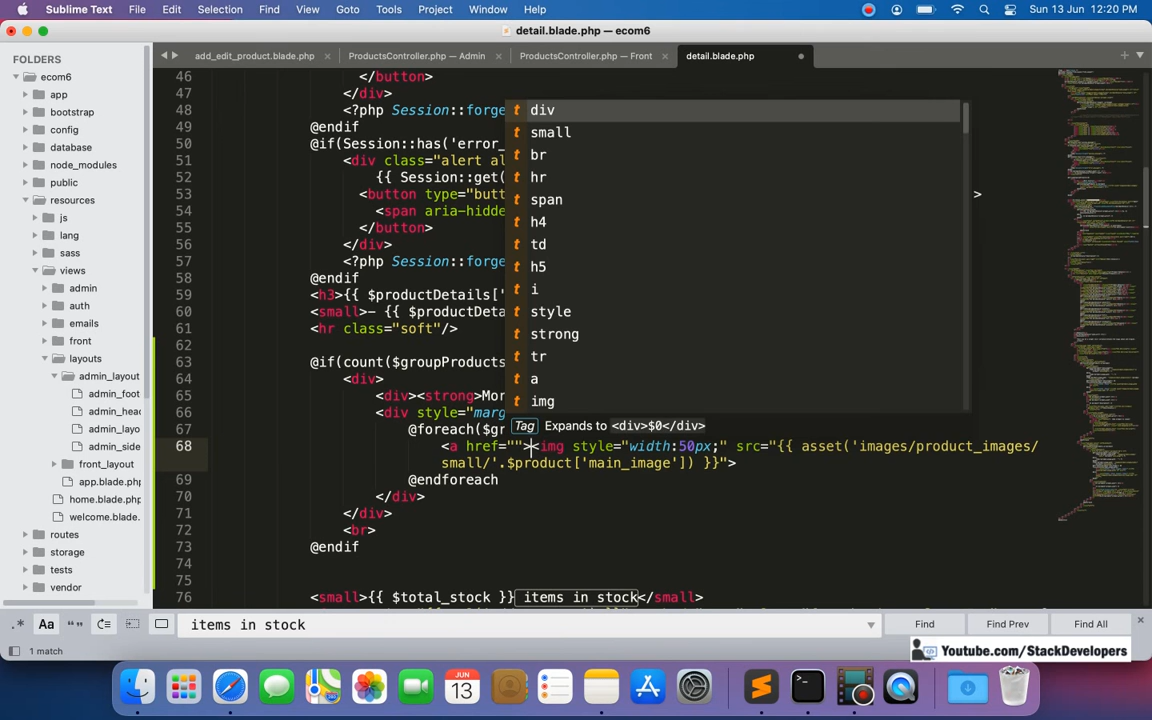 Sublime Text File Edit Selection Find View Goto Tools Project Window Help Sun 13 Jun 12:20 PM
detail.blade.php — ecom6
FOLDERS
ecom6
app
bootstrap
config
database
node_modules
public
resources
js
lang
sass
views
admin
auth
emails
front
layouts
admin_layout
admin_foot
admin_head
admin_layo
admin_side
front_layout
app.blade.php
home.blade.php
welcome.blade.
routes
storage
tests
vendor
add_edit_product.blade.php × ProductsController.php — Admin × ProductsController.php — Front × detail.blade.php
46 </button>
47 </div>
48 <?php Session::forge
49 @endif
50 @if(Session::has('error_
51 <div class="alert al
52 {{ Session::get(
53 <button type="butt >
54 <span aria-hidde
55 </button>
56 </div>
57 <?php Session::forge
58 @endif
59 <h3>{{ $productDetails['
60 <small>- {{ $productDeta
61 <hr class="soft"/>
62
63 @if(count($groupProducts
64 <div>
65 <div><strong>Mor
66 <div style="marg
67 @foreach($gr
68 <a href=""><img style="width:50px;" src="{{ asset('images/product_images/
small/'.$product['main_image']) }}">
69 @endforeach
70 </div>
71 </div>
72 <br>
73 @endif
74
75
76 <small>{{ $total_stock }} items in stock</small>
t div
t small
t br
t hr
t span
t h4
t td
t h5
t i
t style
t strong
t tr
t a
t img
Tag Expands to <div>$0</div>
.* Aa "" items in stock Find Find Prev Find All ×
1 match
Youtube.com/StackDevelopers
JUN
13